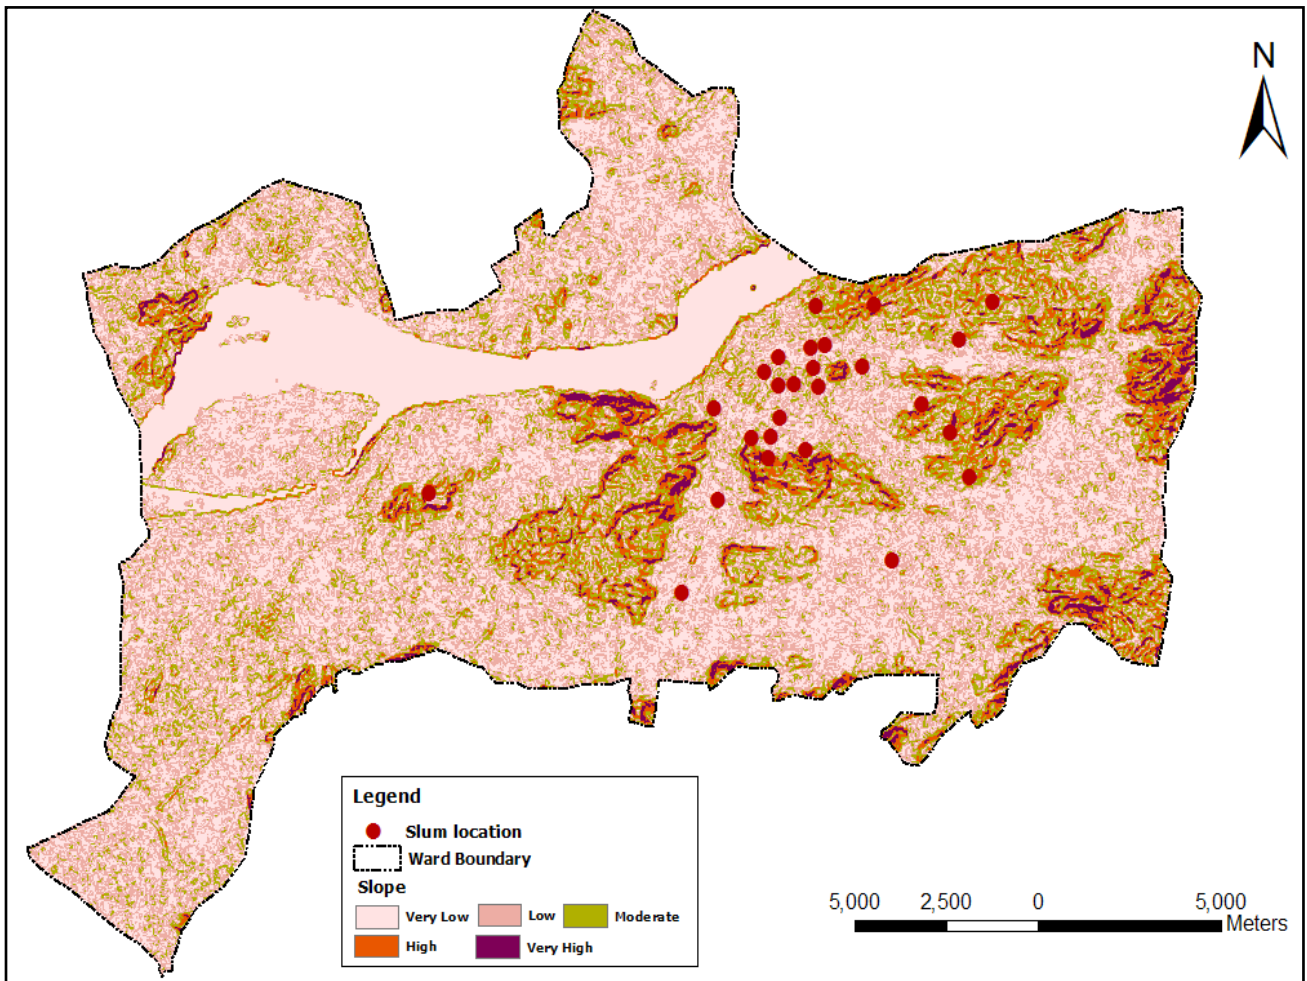 N
Legend
Slum location
Ward Boundary
Slope
Very Low Low Moderate
High Very High
5,000 2,500 0 5,000
Meters